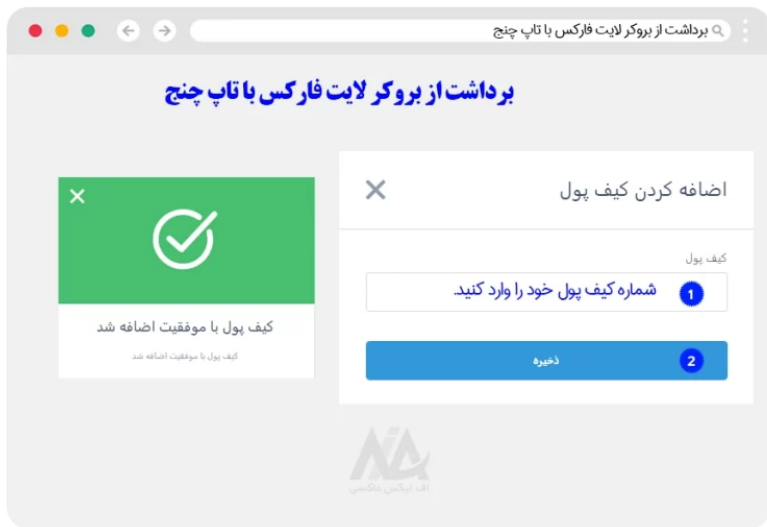 برداشت از بروکر لایت فارکس با تاپ چنج
برداشت از بروکر لایت فارکس با تاپ چنج
اضافه کردن کیف پول
کیف پول
1 شماره کیف پول خود را وارد کنید.
2 ذخیره
کیف پول با موفقیت اضافه شد
کیف پول با موفقیت اضافه شد
اف ایکس ماکسی